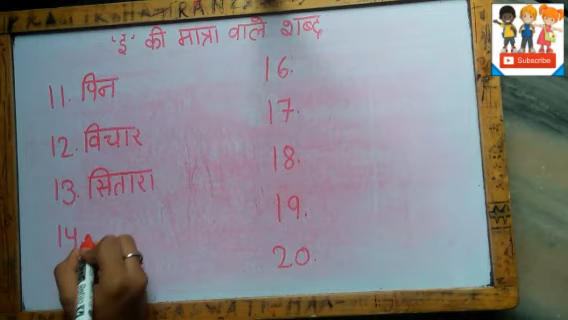 "इ" की मात्रा वाले शब्द
11. पिन
12. विचार
13. सितारा
14
16.
17.
18.
19.
20.
Subscribe